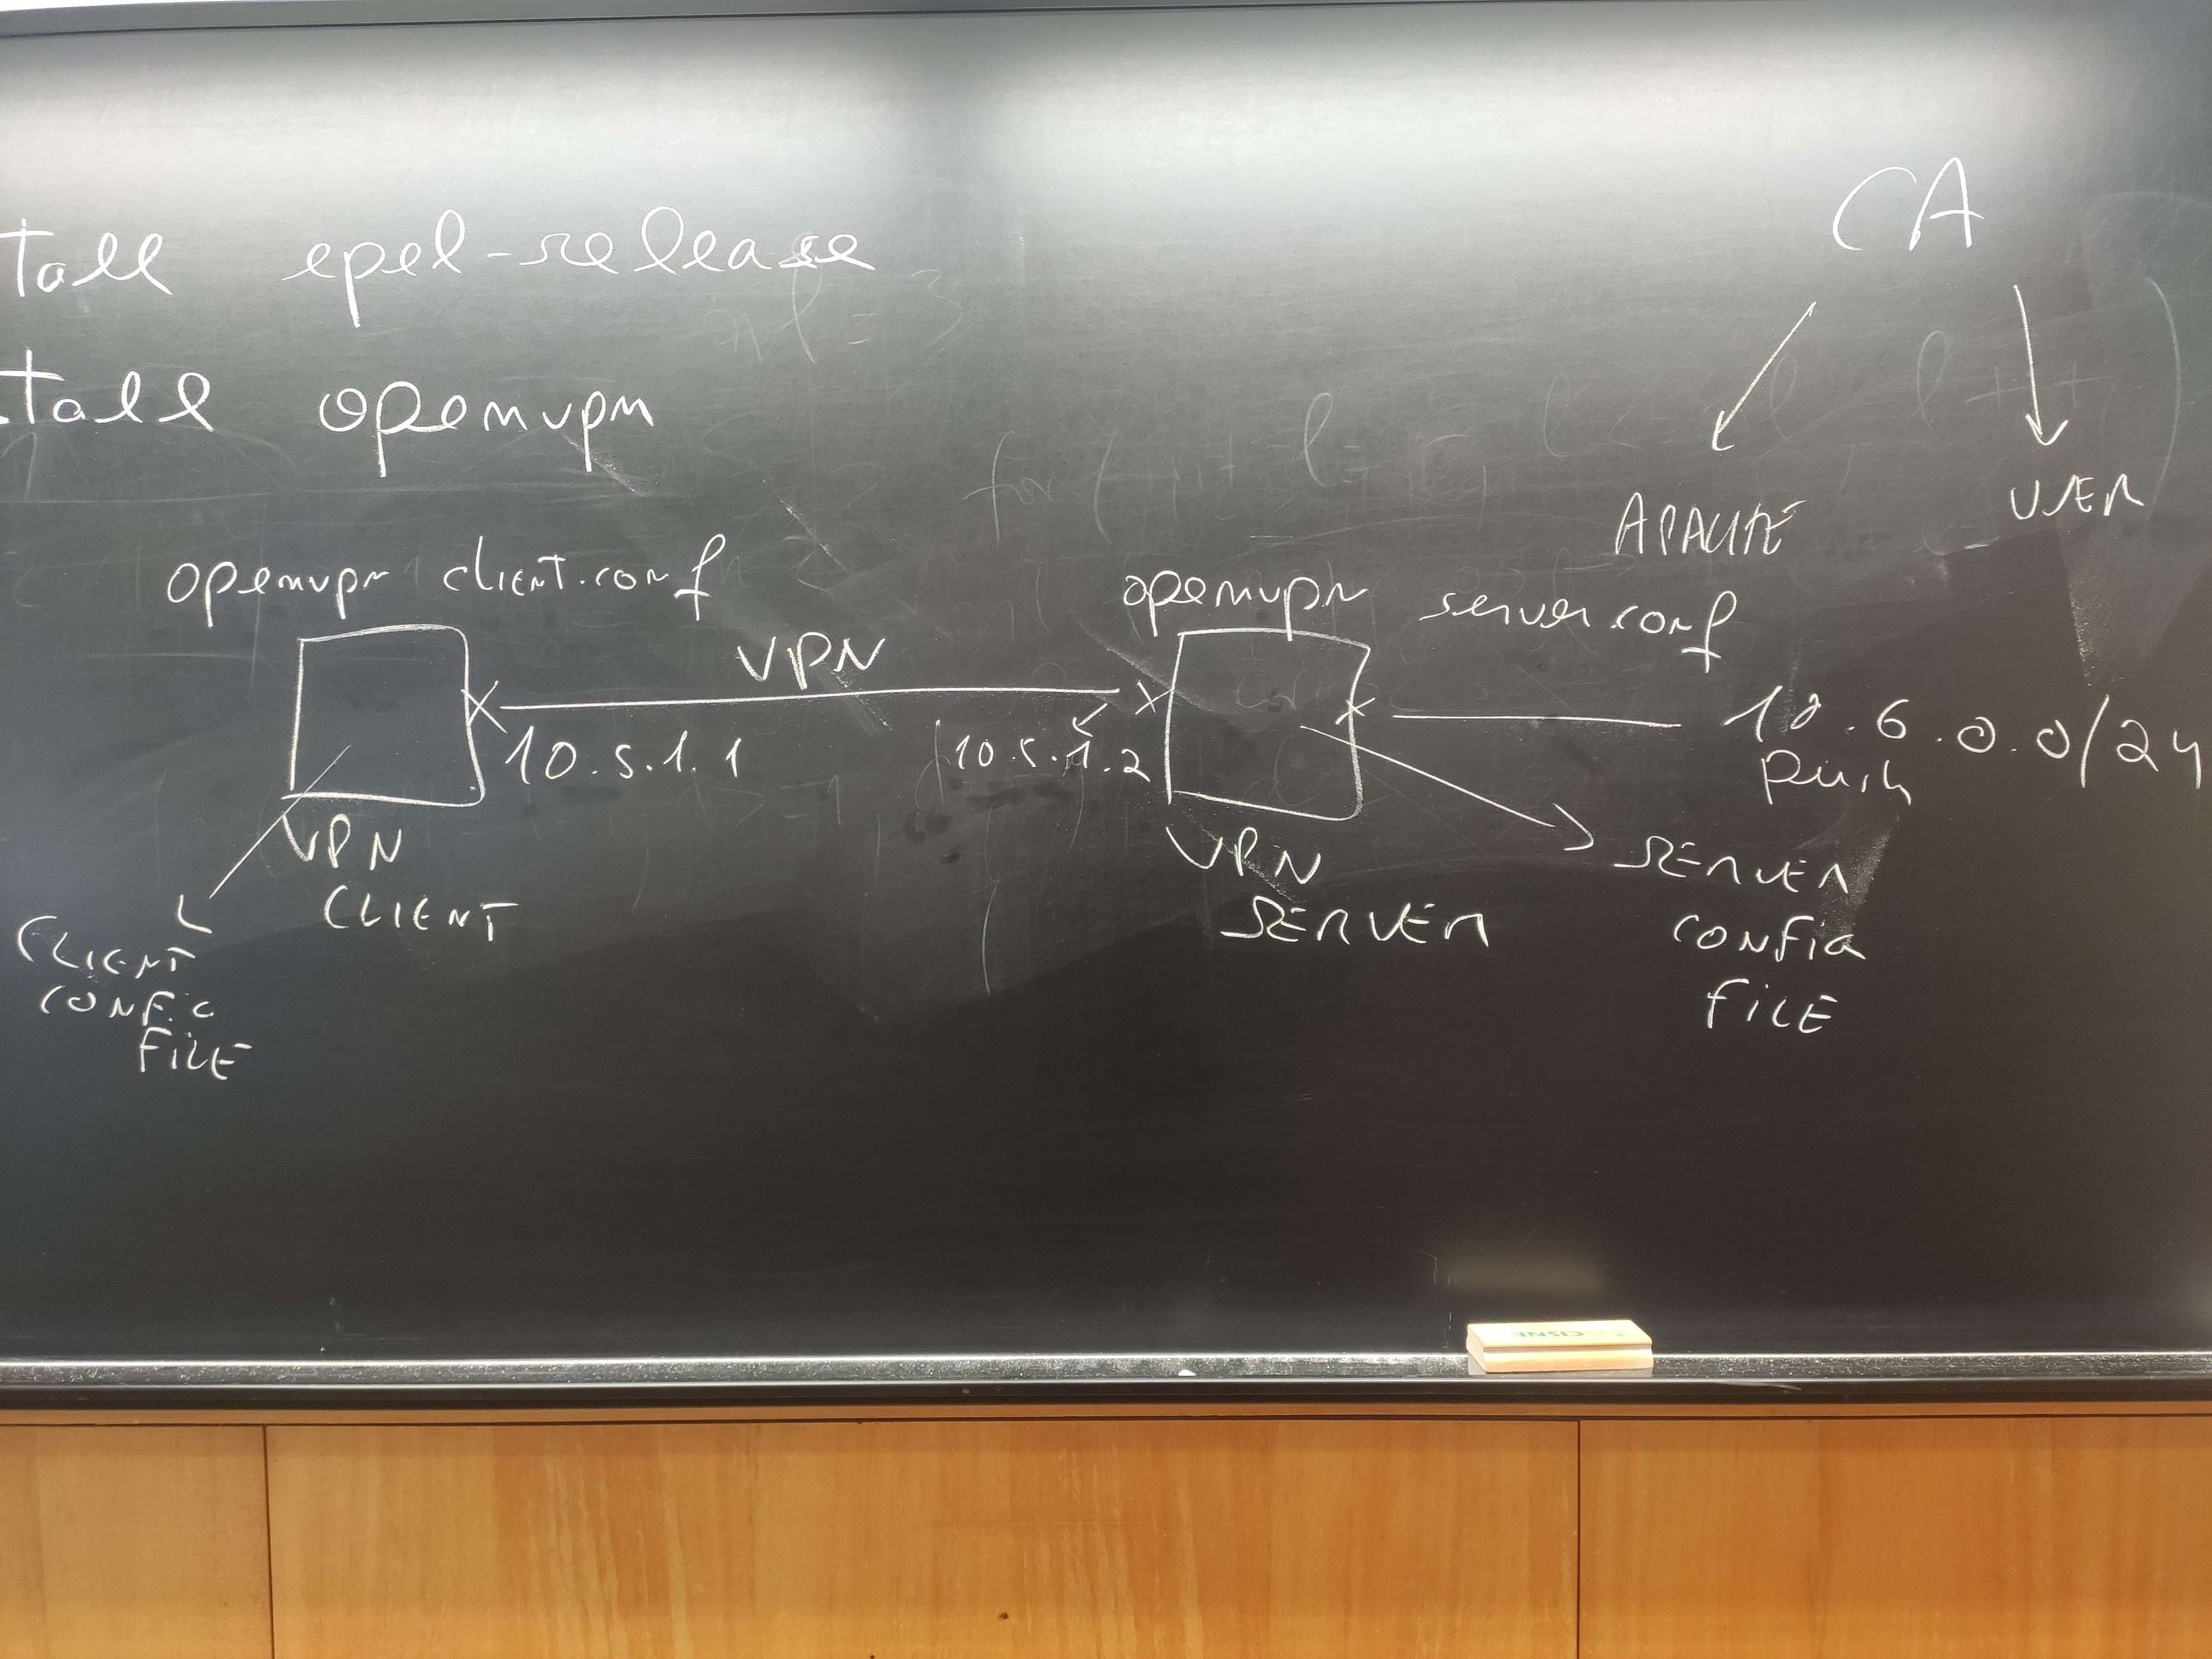 tall epel-release
stall openvpn
CA
APACHE
USER
openvpn client.conf
openvpn server.conf
VPN
10.5.1.1
10.5.1.2
10.6.0.0/24
push
VPN
CLIENT
VPN
SERVER
CLIENT
CONFIG
FILE
SERVER
CONFIG
FILE
CISNE